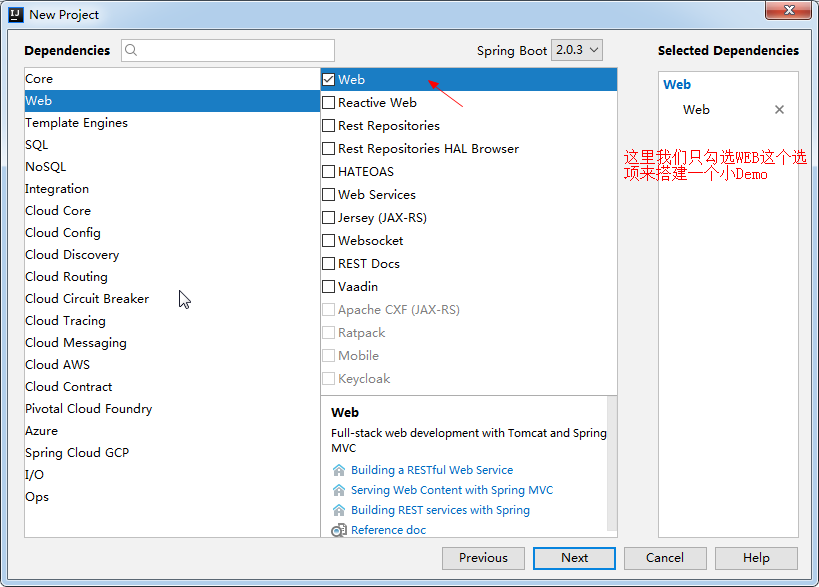 New Project
Dependencies
Spring Boot 2.0.3
Selected Dependencies
Core
Web
Template Engines
SQL
NoSQL
Integration
Cloud Core
Cloud Config
Cloud Discovery
Cloud Routing
Cloud Circuit Breaker
Cloud Tracing
Cloud Messaging
Cloud AWS
Cloud Contract
Pivotal Cloud Foundry
Azure
Spring Cloud GCP
I/O
Ops
Web
Reactive Web
Rest Repositories
Rest Repositories HAL Browser
HATEOAS
Web Services
Jersey (JAX-RS)
Websocket
REST Docs
Vaadin
Apache CXF (JAX-RS)
Ratpack
Mobile
Keycloak
Web
Full-stack web development with Tomcat and Spring
MVC
Building a RESTful Web Service
Serving Web Content with Spring MVC
Building REST services with Spring
Reference doc
Web
Web
这里我们只勾选WEB这个选
项来搭建一个小Demo
Previous
Next
Cancel
Help